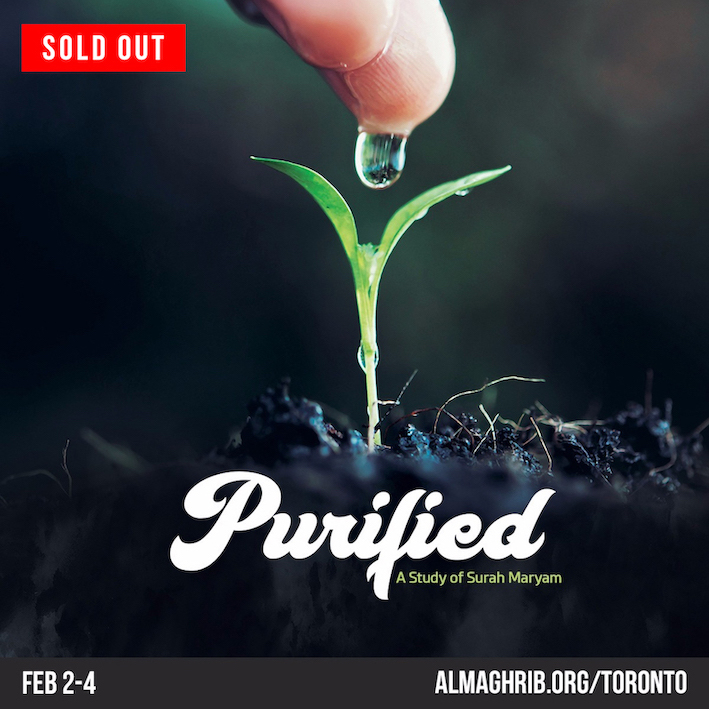 SOLD OUT
Purified
A Study of Surah Maryam
FEB 2-4
ALMAGHRIB.ORG/TORONTO